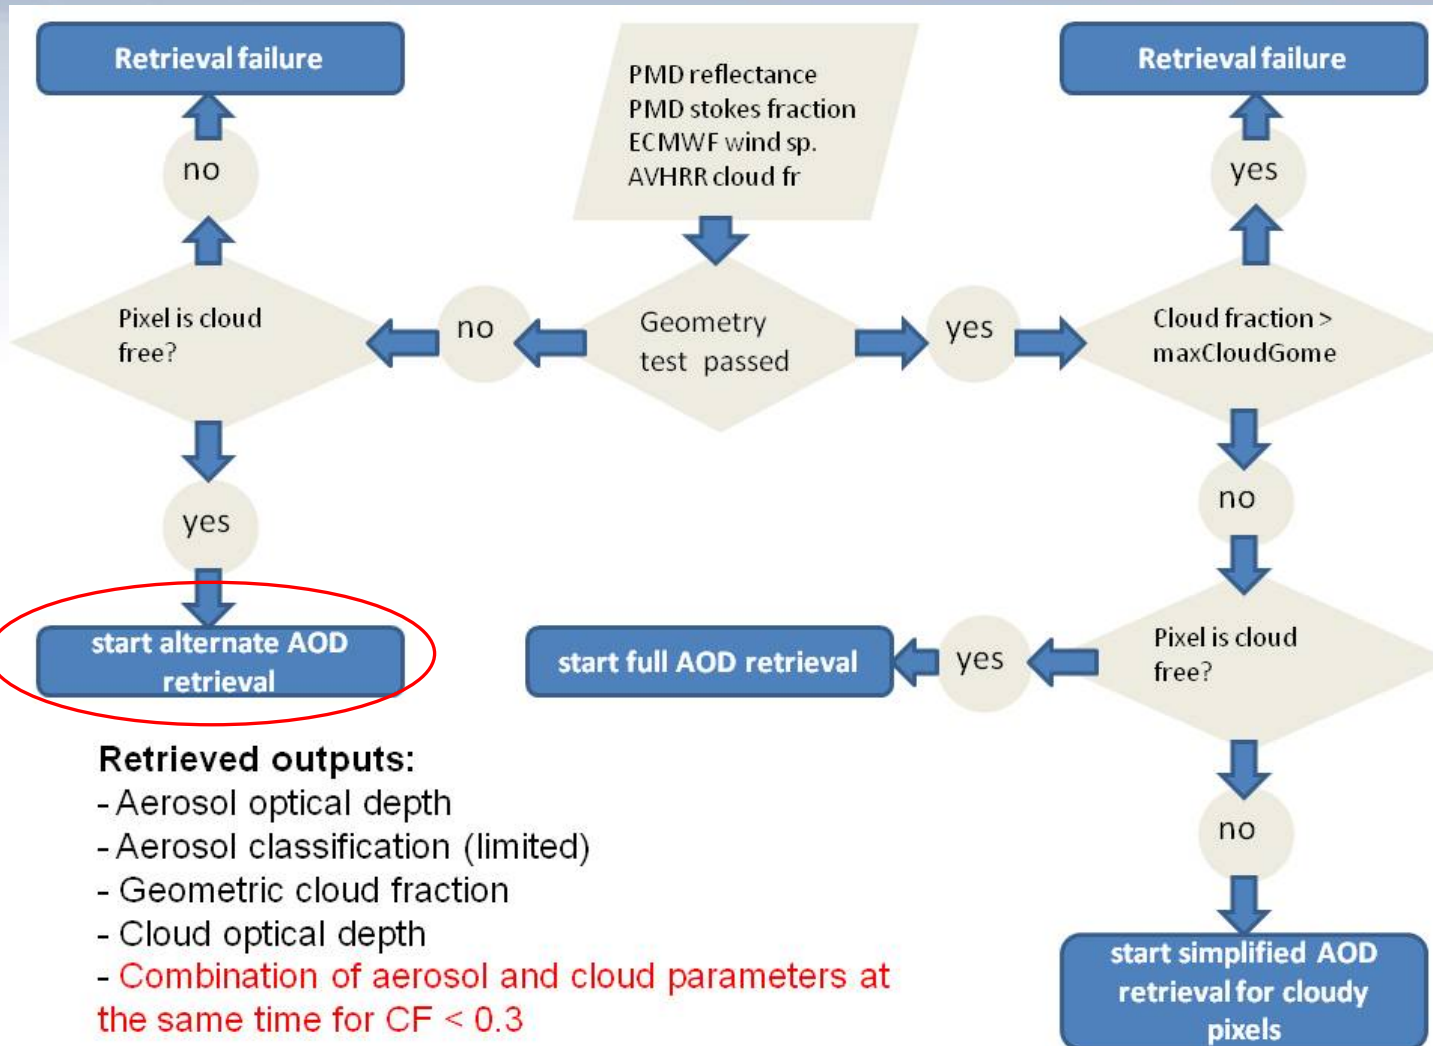 Retrieval failure
PMD reflectance
PMD stokes fraction
ECMWF wind sp.
AVHRR cloud fr
Retrieval failure
no
yes
Pixel is cloud
free?
no
Geometry
test passed
yes
Cloud fraction >
maxCloudGome
yes
no
start alternate AOD
retrieval
start full AOD retrieval
yes
Pixel is cloud
free?
no
start simplified AOD
retrieval for cloudy
pixels
Retrieved outputs:
- Aerosol optical depth
- Aerosol classification (limited)
- Geometric cloud fraction
- Cloud optical depth
- Combination of aerosol and cloud parameters at
the same time for CF < 0.3